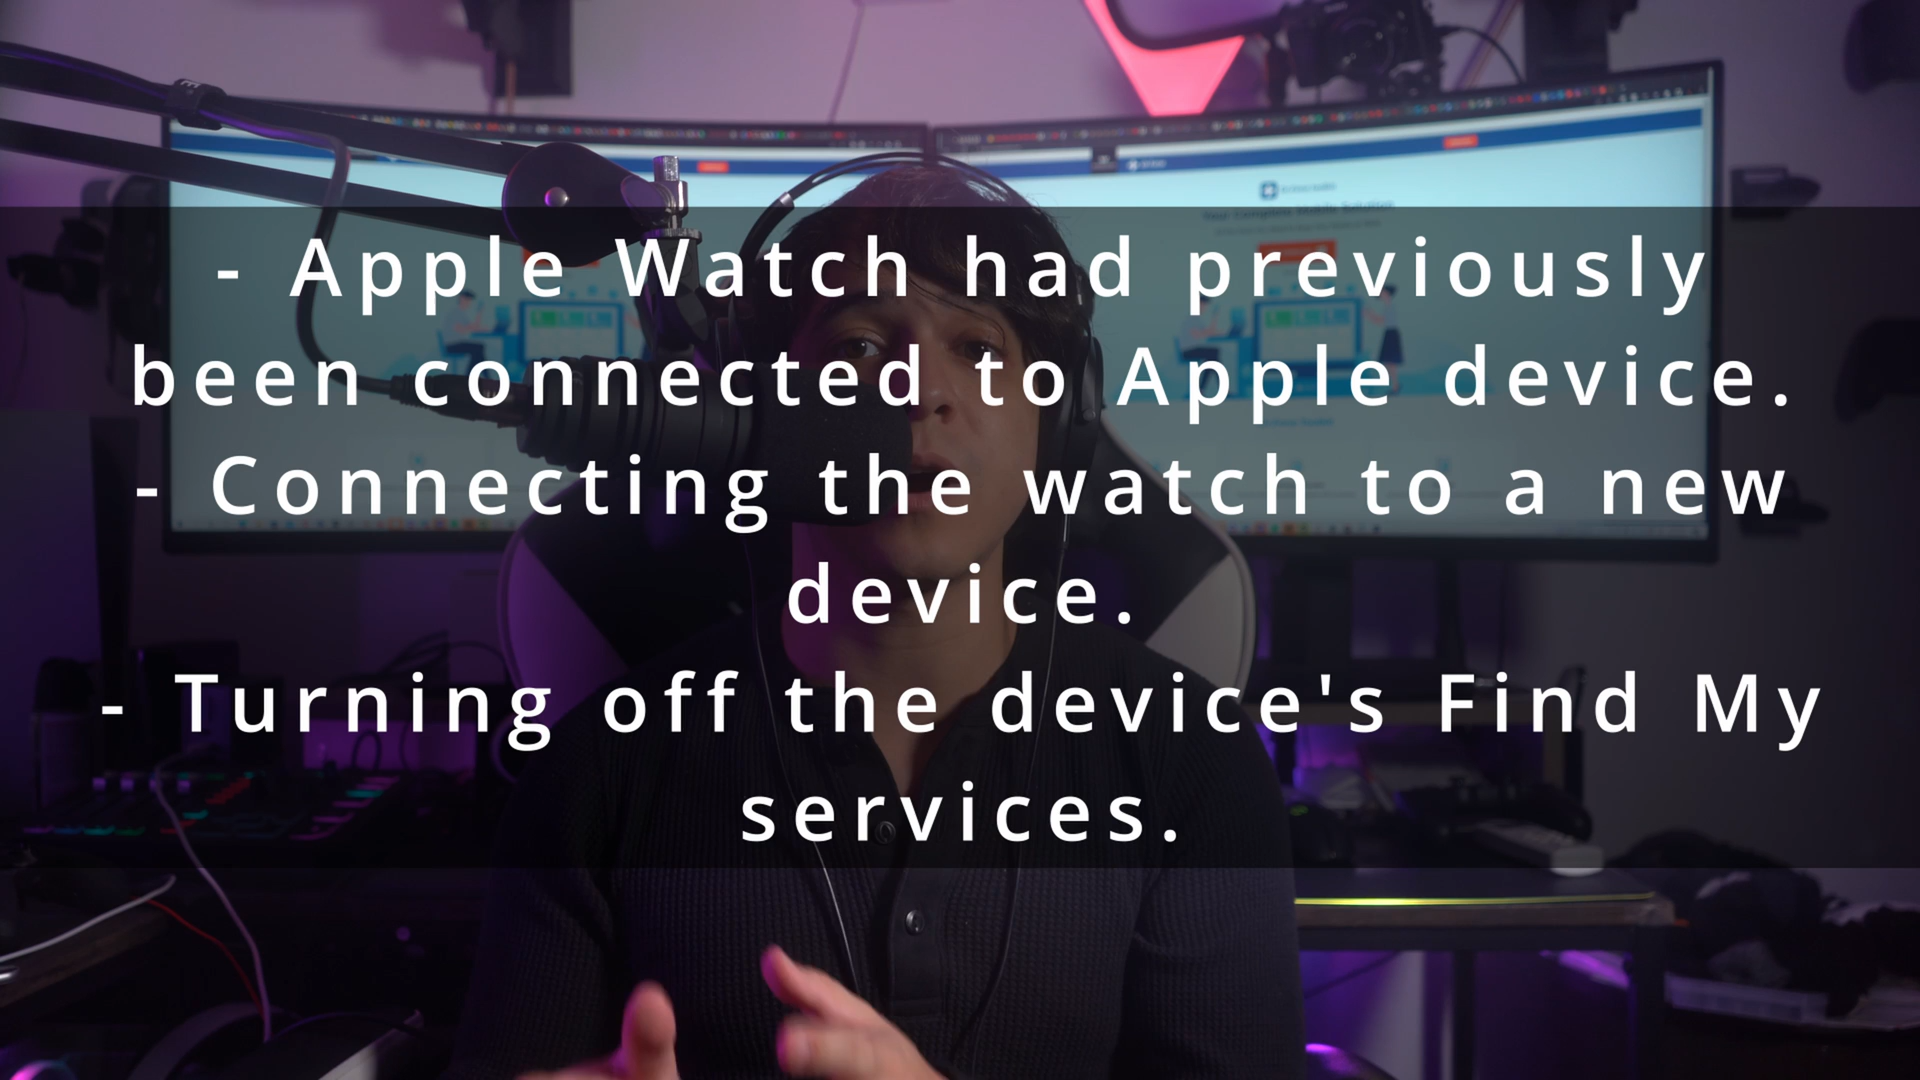 - Apple Watch had previously
been connected to Apple device.
- Connecting the watch to a new
device.
- Turning off the device's Find My
services.